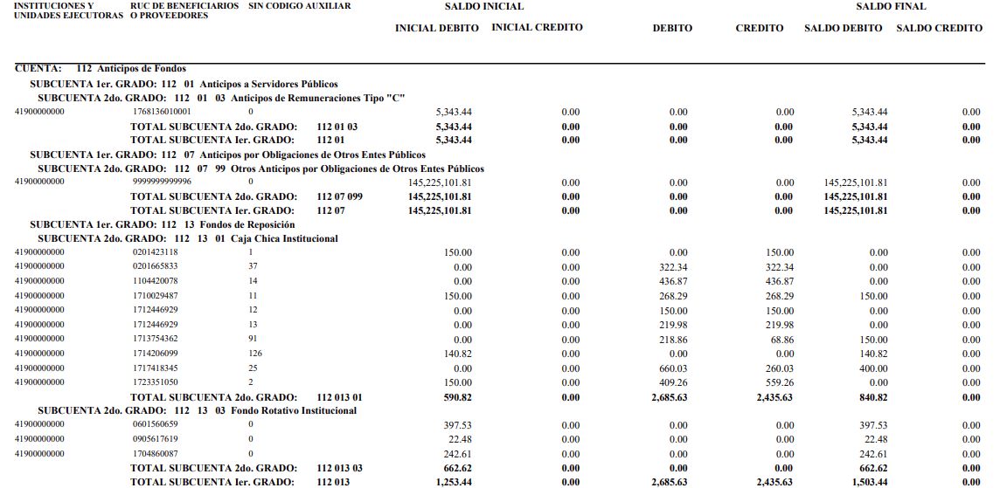 INSTITUCIONES Y RUC DE BENEFICIARIOS SIN CODIGO AUXILIAR SALDO INICIAL SALDO FINAL
UNIDADES EJECUTORAS O PROVEEDORES
INICIAL DEBITO INICIAL CREDITO DEBITO CREDITO SALDO DEBITO SALDO CREDITO
CUENTA: 112 Anticipos de Fondos
SUBCUENTA 1er. GRADO: 112 01 Anticipos a Servidores Públicos
SUBCUENTA 2do. GRADO: 112 01 03 Anticipos de Remuneraciones Tipo "C"
41900000000 1768136010001 0 5,343.44 0.00 0.00 0.00 5,343.44 0.00
TOTAL SUBCUENTA 2do. GRADO: 112 01 03 5,343.44 0.00 0.00 0.00 5,343.44 0.00
TOTAL SUBCUENTA Ier. GRADO: 112 01 5,343.44 0.00 0.00 0.00 5,343.44 0.00
SUBCUENTA 1er. GRADO: 112 07 Anticipos por Obligaciones de Otros Entes Públicos
SUBCUENTA 2do. GRADO: 112 07 99 Otros Anticipos por Obligaciones de Otros Entes Públicos
41900000000 9999999999996 0 145,225,101.81 0.00 0.00 0.00 145,225,101.81 0.00
TOTAL SUBCUENTA 2do. GRADO: 112 07 099 145,225,101.81 0.00 0.00 0.00 145,225,101.81 0.00
TOTAL SUBCUENTA Ier. GRADO: 112 07 145,225,101.81 0.00 0.00 0.00 145,225,101.81 0.00
SUBCUENTA 1er. GRADO: 112 13 Fondos de Reposición
SUBCUENTA 2do. GRADO: 112 13 01 Caja Chica Institucional
41900000000 0201423118 1 150.00 0.00 0.00 150.00 0.00 0.00
41900000000 0201665833 37 0.00 0.00 322.34 322.34 0.00 0.00
41900000000 1104420078 14 0.00 0.00 436.87 436.87 0.00 0.00
41900000000 1710029487 11 150.00 0.00 268.29 268.29 150.00 0.00
41900000000 1712446929 12 0.00 0.00 150.00 150.00 0.00 0.00
41900000000 1712446929 13 0.00 0.00 219.98 219.98 0.00 0.00
41900000000 1713754362 91 0.00 0.00 218.86 68.86 150.00 0.00
41900000000 1714206099 126 140.82 0.00 0.00 0.00 140.82 0.00
41900000000 1717418345 25 0.00 0.00 660.03 260.03 400.00 0.00
41900000000 1723351050 2 150.00 0.00 409.26 559.26 0.00 0.00
TOTAL SUBCUENTA 2do. GRADO: 112 013 01 590.82 0.00 2,685.63 2,435.63 840.82 0.00
SUBCUENTA 2do. GRADO: 112 13 03 Fondo Rotativo Institucional
41900000000 0601560659 0 397.53 0.00 0.00 0.00 397.53 0.00
41900000000 0905617619 0 22.48 0.00 0.00 0.00 22.48 0.00
41900000000 1704860087 0 242.61 0.00 0.00 0.00 242.61 0.00
TOTAL SUBCUENTA 2do. GRADO: 112 013 03 662.62 0.00 0.00 0.00 662.62 0.00
TOTAL SUBCUENTA Ier. GRADO: 112 013 1,253.44 0.00 2,685.63 2,435.63 1,503.44 0.00